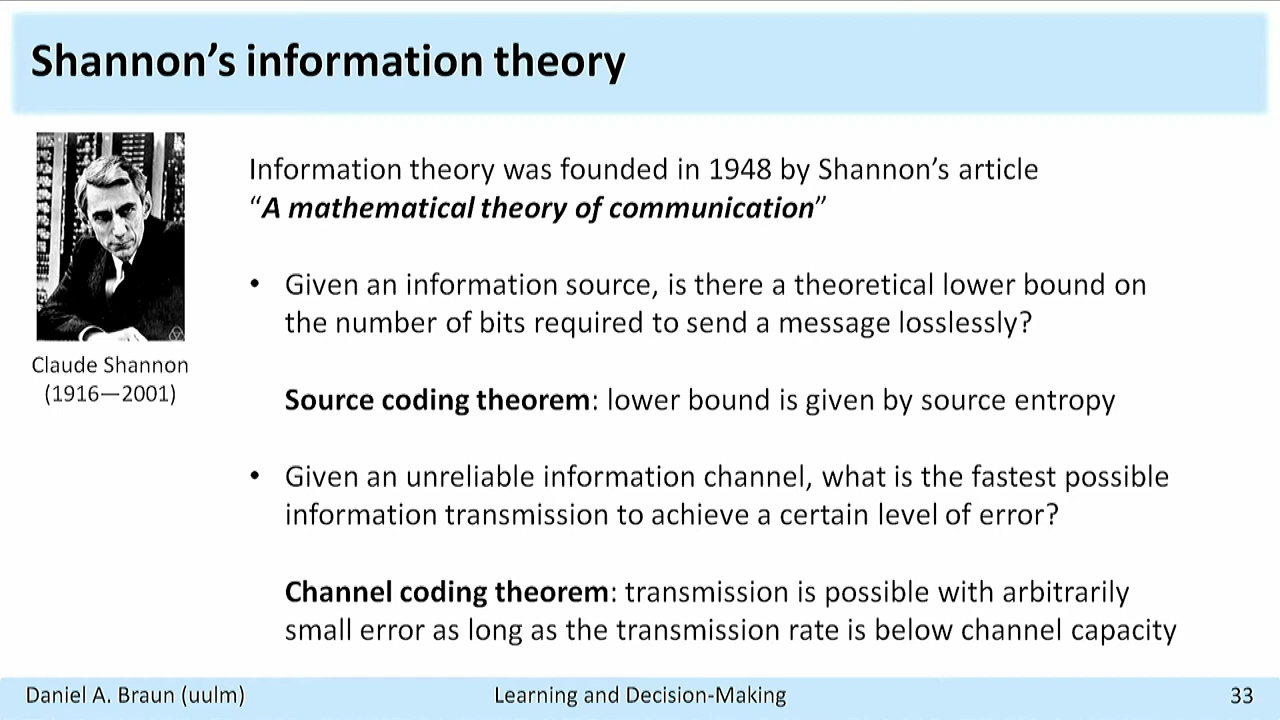 Shannon’s information theory
Claude Shannon
(1916—2001)
Information theory was founded in 1948 by Shannon’s article
“A mathematical theory of communication”
• Given an information source, is there a theoretical lower bound on
the number of bits required to send a message losslessly?
Source coding theorem: lower bound is given by source entropy
• Given an unreliable information channel, what is the fastest possible
information transmission to achieve a certain level of error?
Channel coding theorem: transmission is possible with arbitrarily
small error as long as the transmission rate is below channel capacity
Daniel A. Braun (uulm)
Learning and Decision-Making
33